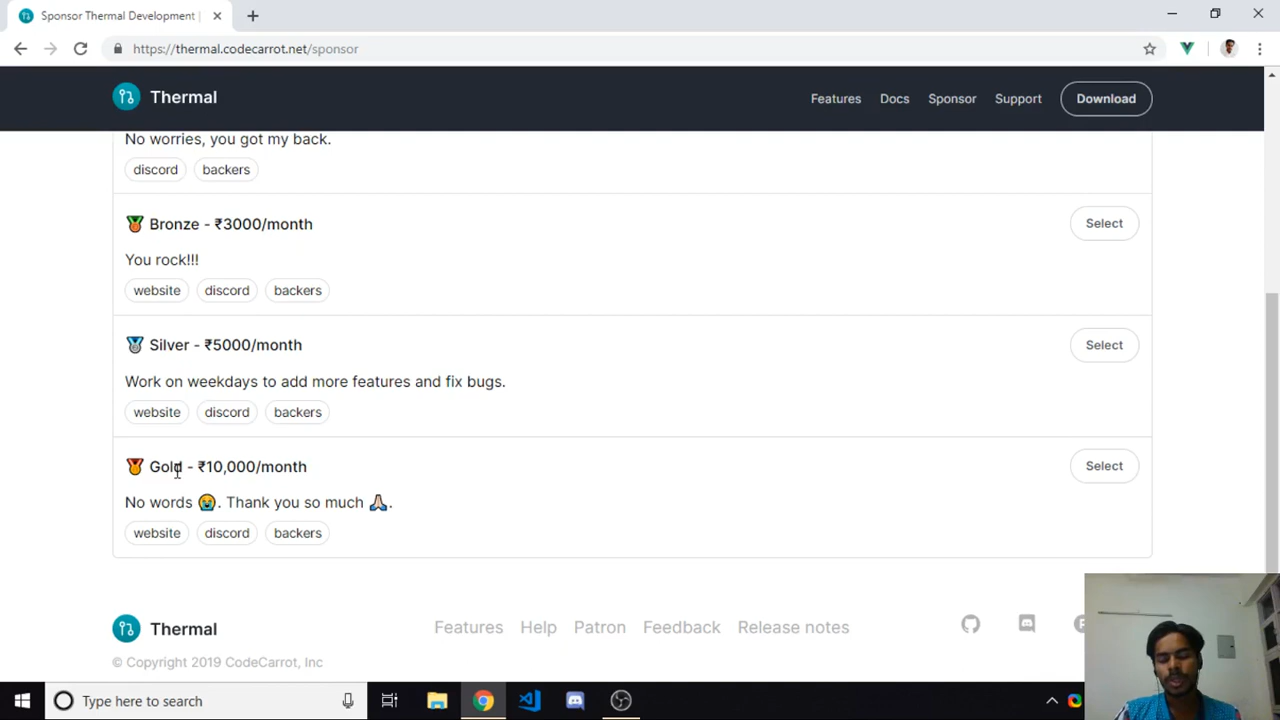 Sponsor Thermal Development |
https://thermal.codecarrot.net/sponsor
Thermal
Features Docs Sponsor Support Download
No worries, you got my back.
discord backers
Bronze - ₹3000/month Select
You rock!!!
website discord backers
Silver - ₹5000/month Select
Work on weekdays to add more features and fix bugs.
website discord backers
Gold - ₹10,000/month Select
No words 😭. Thank you so much 🙏.
website discord backers
Thermal
Features Help Patron Feedback Release notes
© Copyright 2019 CodeCarrot, Inc
Type here to search